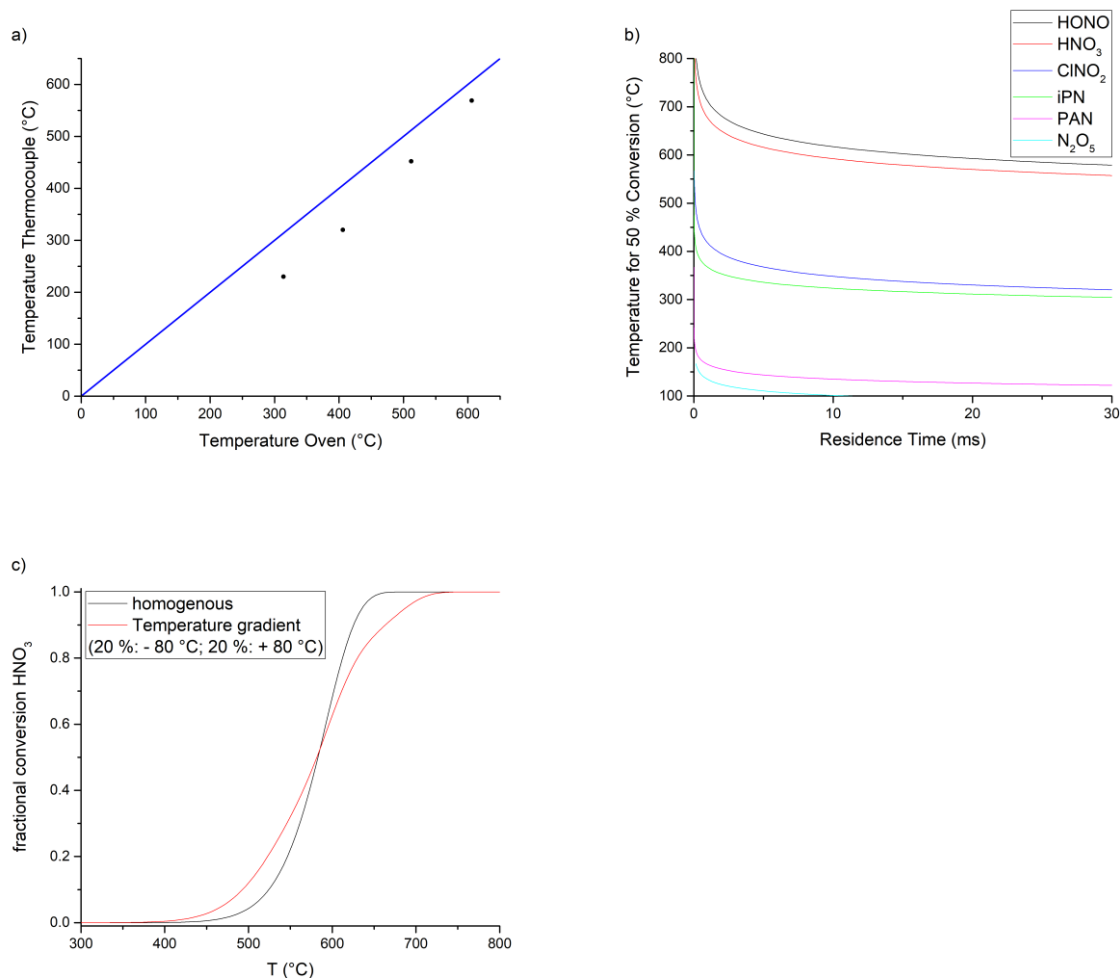 a)
Temperature Thermocouple (°C)
600
500
400
300
200
100
0
0 100 200 300 400 500 600
Temperature Oven (°C)
b)
HONO
HNO₃
ClNO₂
iPN
PAN
N₂O₅
Temperature for 50 % Conversion (°C)
800
700
600
500
400
300
200
100
0 10 20 30
Residence Time (ms)
c)
homogenous
Temperature gradient
(20 %: - 80 °C; 20 %: + 80 °C)
fractional conversion HNO₃
1.0
0.8
0.6
0.4
0.2
0.0
300 400 500 600 700 800
T (°C)